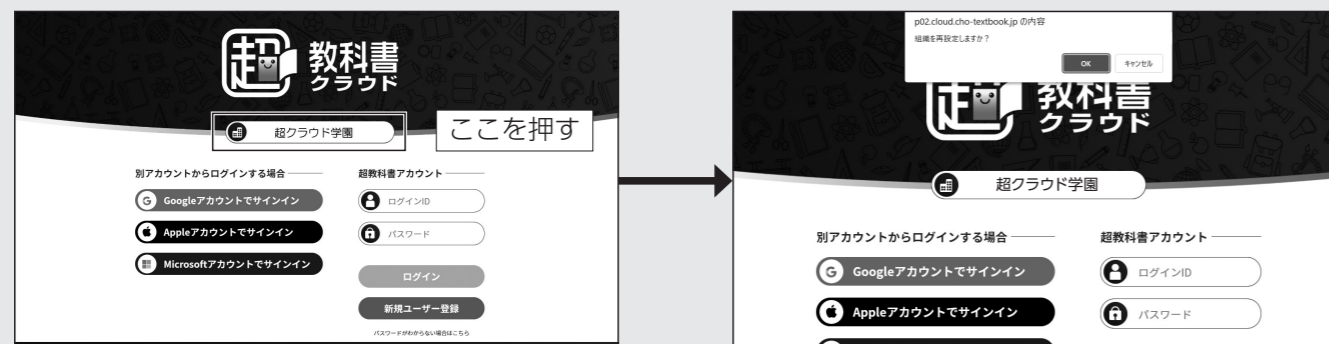 超
教科書
クラウド
超クラウド学園
ここを押す
別アカウントからログインする場合
超教科書アカウント
G Googleアカウントでサインイン
ログインID
Appleアカウントでサインイン
パスワード
Microsoftアカウントでサインイン
ログイン
新規ユーザー登録
パスワードがわからない場合はこちら
p02.cloud.cho-textbook.jp の内容
組織を再設定しますか？
OK
キャンセル
超
教科書
クラウド
超クラウド学園
別アカウントからログインする場合
超教科書アカウント
G Googleアカウントでサインイン
ログインID
Appleアカウントでサインイン
パスワード